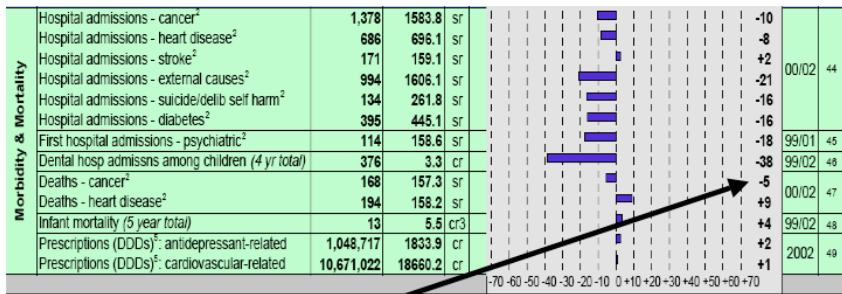 Morbidity & Mortality
Hospital admissions - cancer² 1,378 1583.8 sr -10
Hospital admissions - heart disease² 686 696.1 sr -8
Hospital admissions - stroke² 171 159.1 sr +2
Hospital admissions - external causes² 994 1606.1 sr -21
Hospital admissions - suicide/delib self harm² 134 261.8 sr -16
Hospital admissions - diabetes² 395 445.1 sr -16
00/02 44
First hospital admissions - psychiatric² 114 158.6 sr -18 99/01 45
Dental hosp admissns among children (4 yr total) 376 3.3 cr -38 99/02 46
Deaths - cancer² 168 157.3 sr -5
Deaths - heart disease² 194 158.2 sr +9
00/02 47
Infant mortality (5 year total) 13 5.5 cr3 +4 99/02 48
Prescriptions (DDDs)⁵: antidepressant-related 1,048,717 1833.9 cr +2
Prescriptions (DDDs)⁵: cardiovascular-related 10,671,022 18660.2 cr +1
2002 49
-70 -60 -50 -40 -30 -20 -10 0 +10 +20 +30 +40 +50 +60 +70